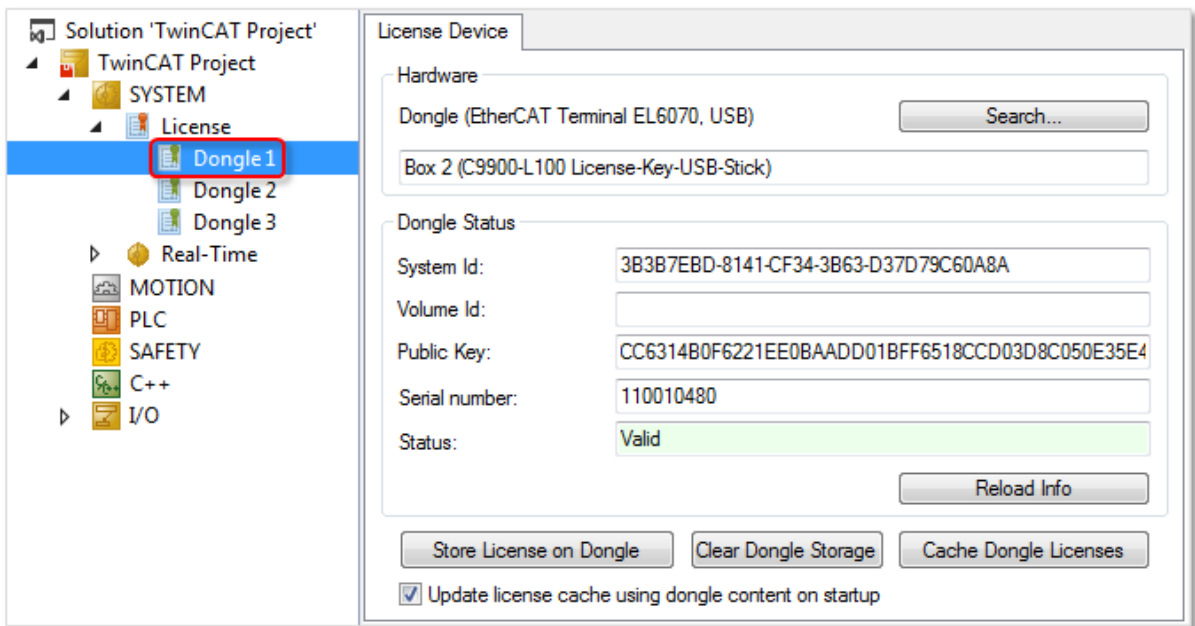 Solution 'TwinCAT Project'
TwinCAT Project
SYSTEM
License
Dongle 1
Dongle 2
Dongle 3
Real-Time
MOTION
PLC
SAFETY
C++
I/O
License Device
Hardware
Dongle (EtherCAT Terminal EL6070, USB)
Search...
Box 2 (C9900-L100 License-Key-USB-Stick)
Dongle Status
System Id: 3B3B7EBD-8141-CF34-3B63-D37D79C60A8A
Volume Id:
Public Key: CC6314B0F6221EE0BAADD01BFF6518CCD03D8C050E35E4
Serial number: 110010480
Status: Valid
Reload Info
Store License on Dongle Clear Dongle Storage Cache Dongle Licenses
Update license cache using dongle content on startup